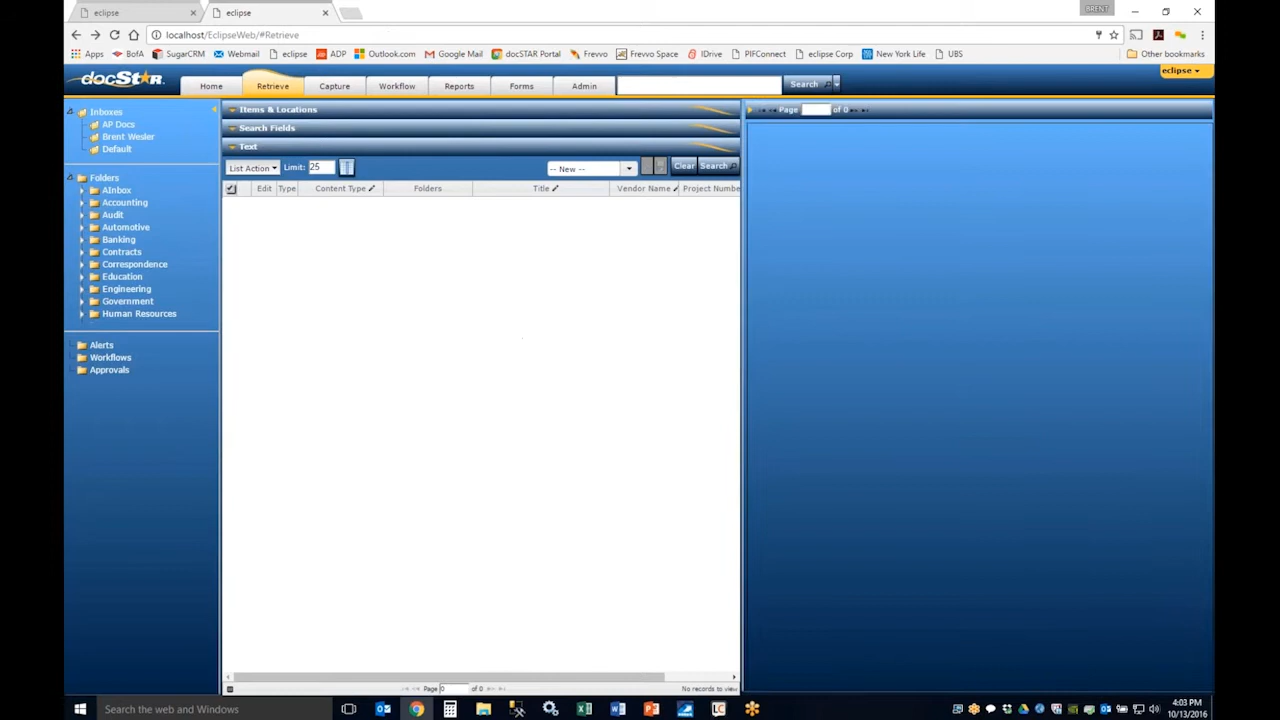 eclipse
eclipse
BRENT
localhost/EclipseWeb/#Retrieve
Apps BofA SugarCRM Webmail eclipse ADP Outlook.com Google Mail docSTAR Portal Frevvo Frevvo Space IDrive PIFConnect eclipse Corp New York Life UBS Other bookmarks
docSTAR
Home Retrieve Capture Workflow Reports Forms Admin Search
eclipse
Inboxes
AP Docs
Brent Wesler
Default
Folders
AInbox
Accounting
Audit
Automotive
Banking
Contracts
Correspondence
Education
Engineering
Government
Human Resources
Alerts
Workflows
Approvals
Items & Locations
Search Fields
Text
List Action Limit: 25 -- New -- Clear Search
Edit Type Content Type Folders Title Vendor Name Project Numbe
Page 0 of 0 No records to view
Page of 0
Search the web and Windows
4:03 PM
10/13/2016